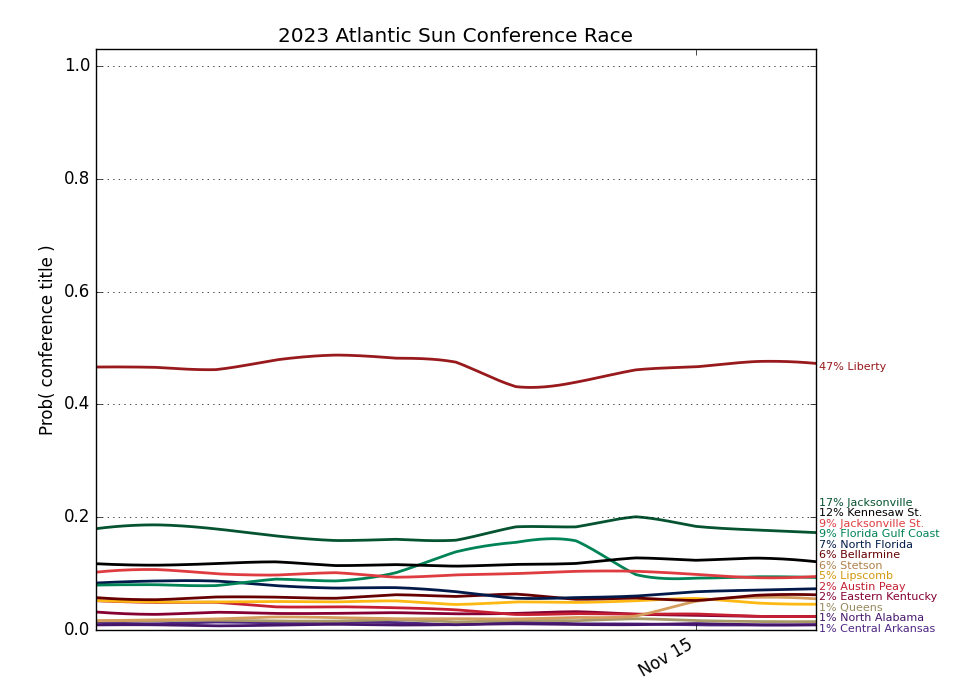 2023 Atlantic Sun Conference Race
1.0
0.8
0.6
0.4
0.2
0.0
Prob( conference title )
Nov 15
47% Liberty
17% Jacksonville
12% Kennesaw St.
9% Jacksonville St.
9% Florida Gulf Coast
7% North Florida
6% Bellarmine
6% Stetson
5% Lipscomb
2% Austin Peay
2% Eastern Kentucky
1% Queens
1% North Alabama
1% Central Arkansas